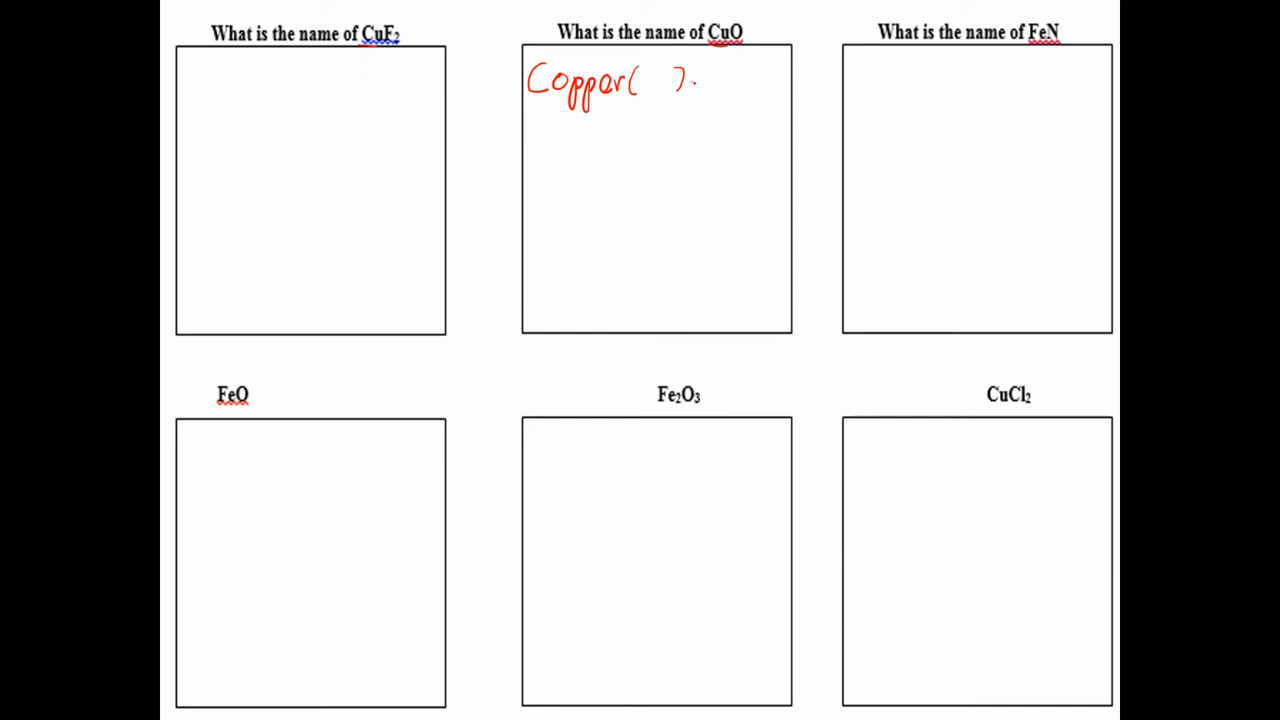 What is the name of CuF₂
What is the name of CuO
What is the name of FeN
Copper( ).
FeO
Fe₂O₃
CuCl₂